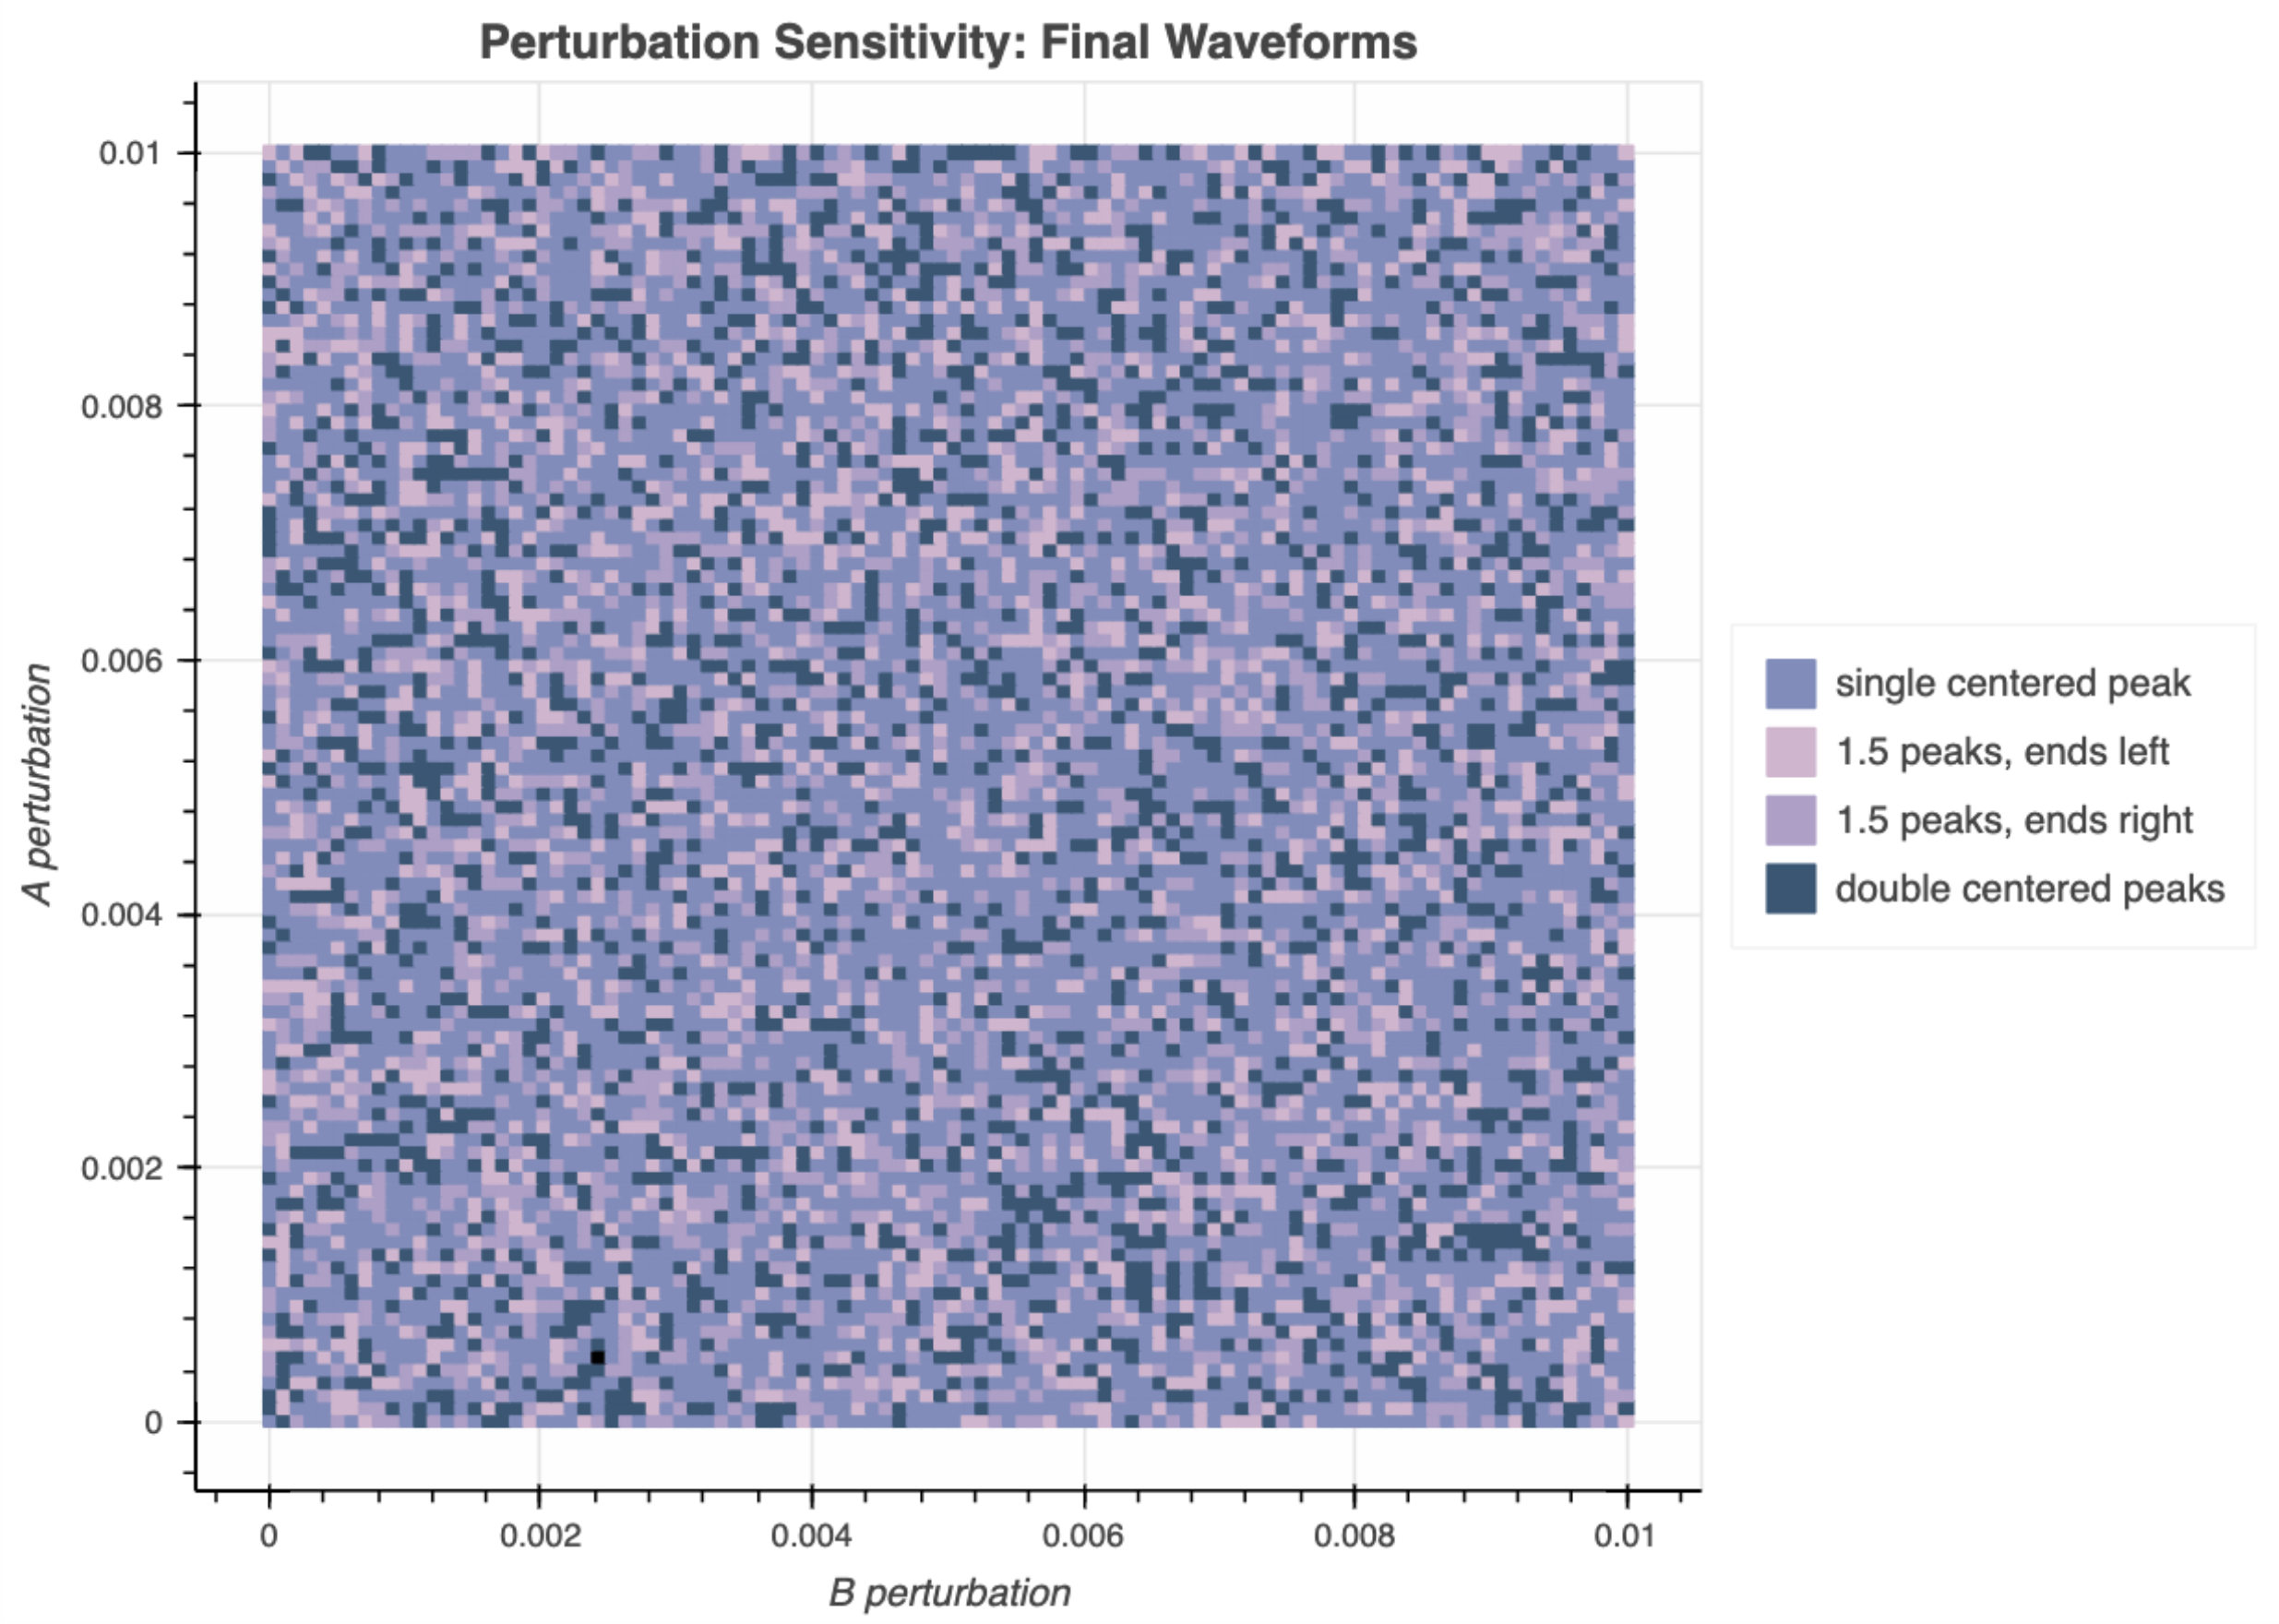 Perturbation Sensitivity: Final Waveforms
0.01
0.008
0.006
0.004
0.002
0
A perturbation
0 0.002 0.004 0.006 0.008 0.01
B perturbation
single centered peak
1.5 peaks, ends left
1.5 peaks, ends right
double centered peaks